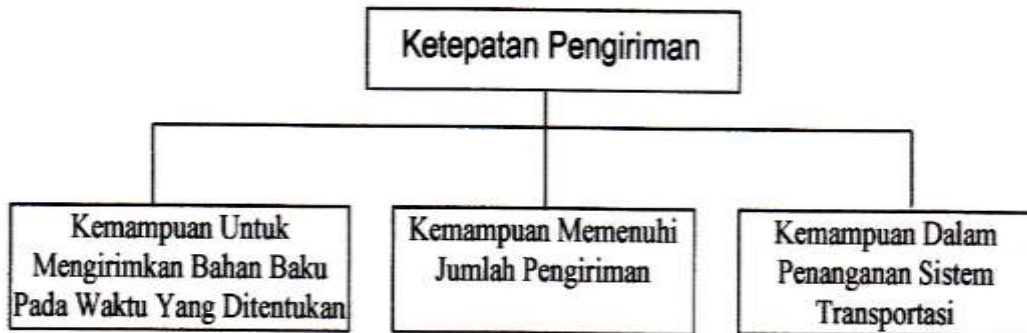 Ketepatan Pengiriman
Kemampuan Untuk
Mengirimkan Bahan Baku
Pada Waktu Yang Ditentukan
Kemampuan Memenuhi
Jumlah Pengiriman
Kemampuan Dalam
Penanganan Sistem
Transportasi